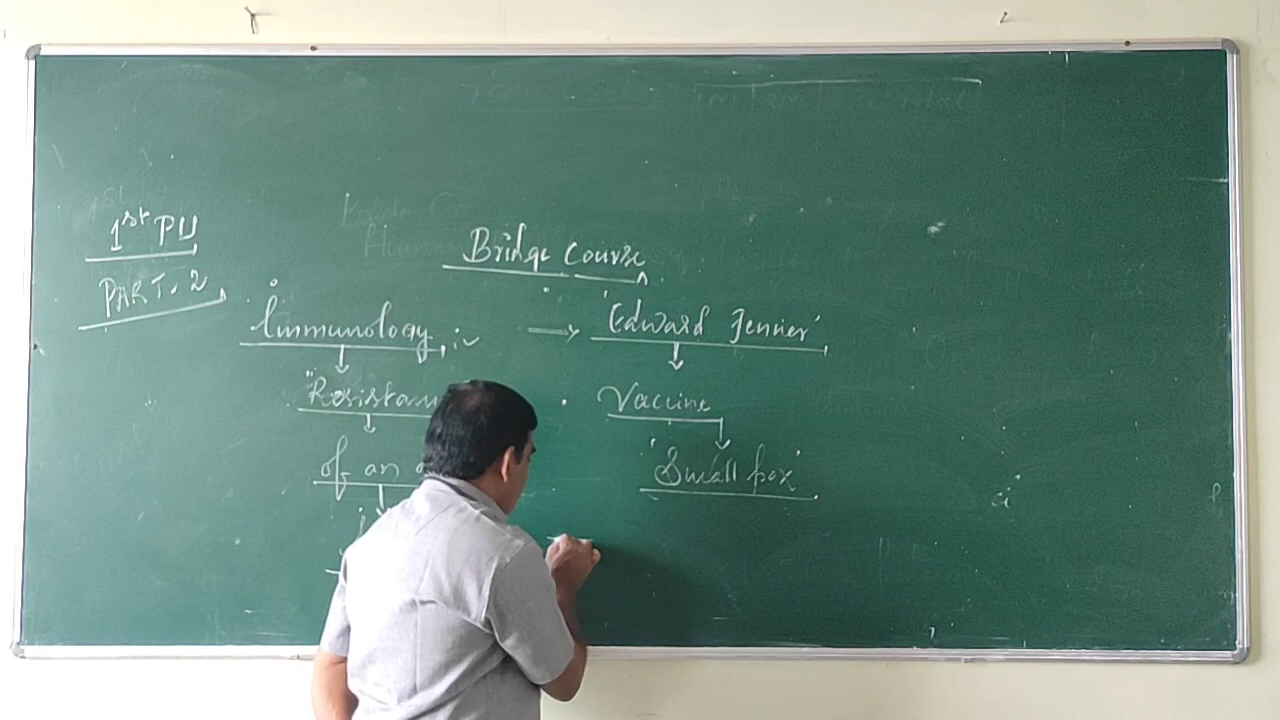 1st PU
PART. 2
Bridge Course
Immunology
→ 'Edward Jenner'
"Resistan
Vaccine
of an
'Small pox'